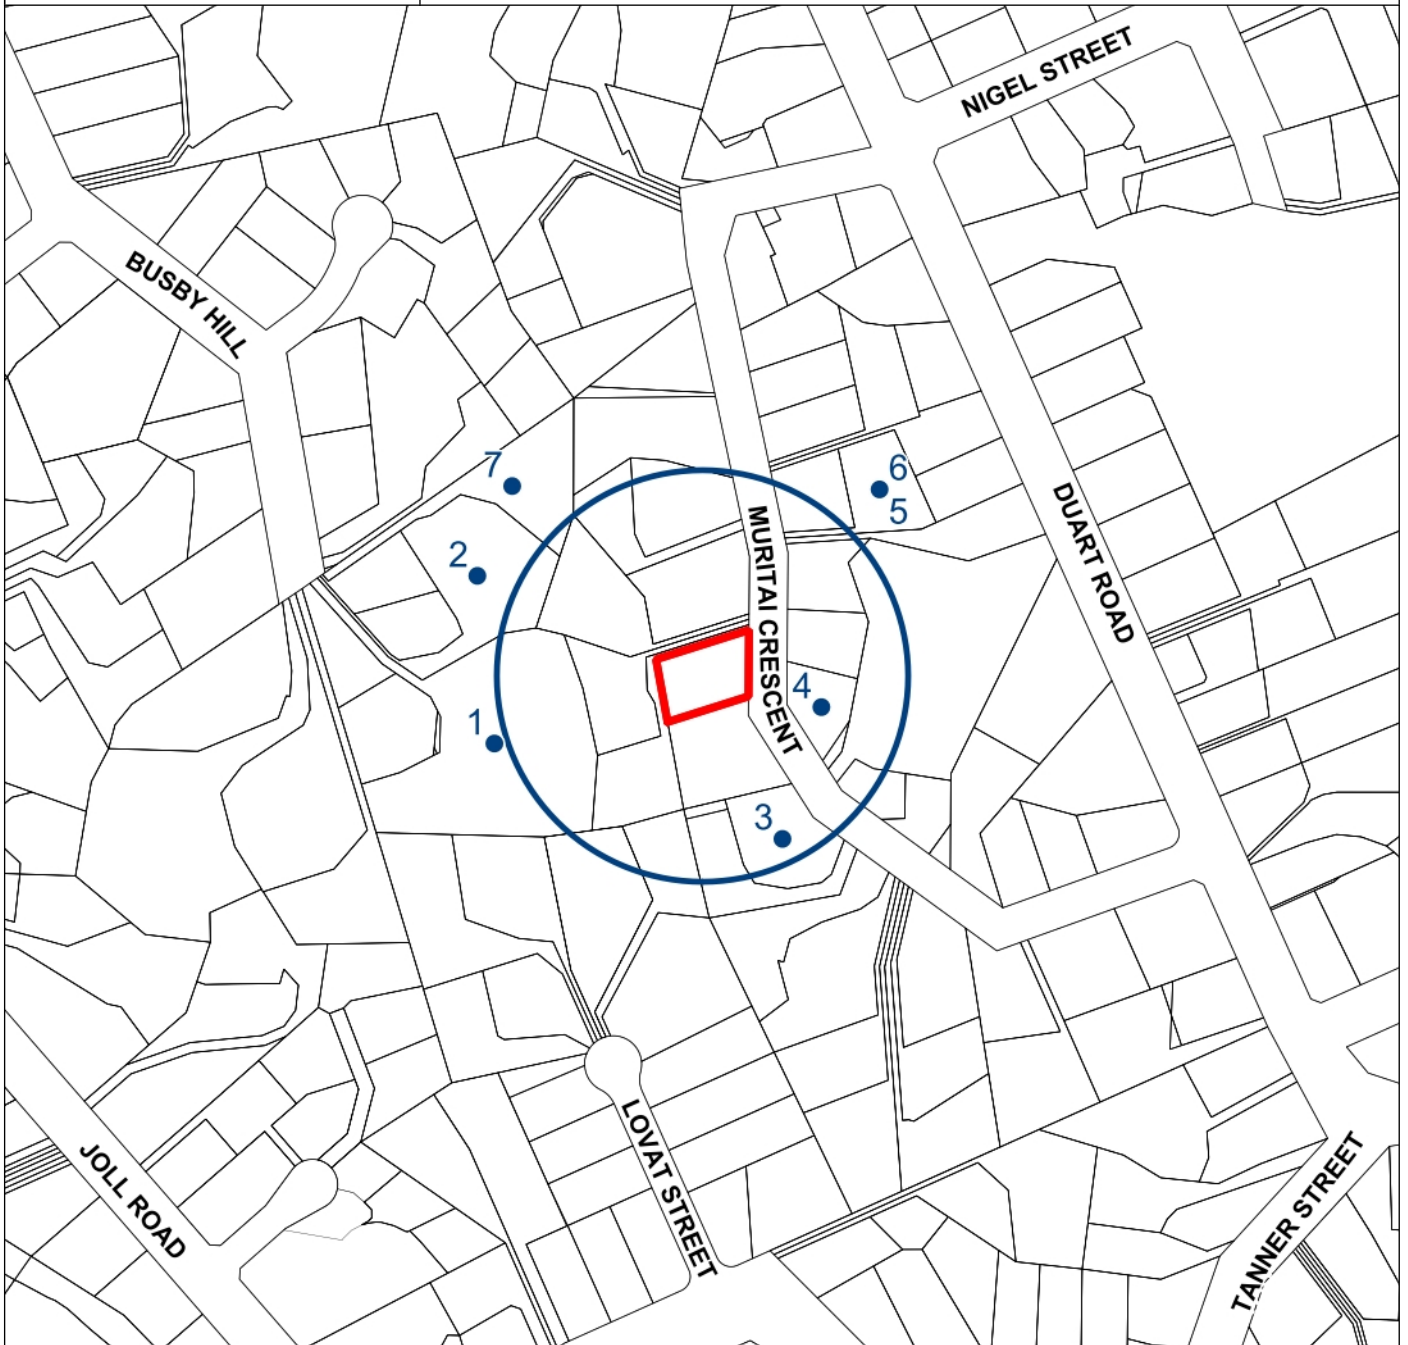 NIGEL STREET
BUSBY HILL
7
6
5
MURITAI CRESCENT
DUART ROAD
2
4
1
3
LOVAT STREET
JOLL ROAD
TANNER STREET